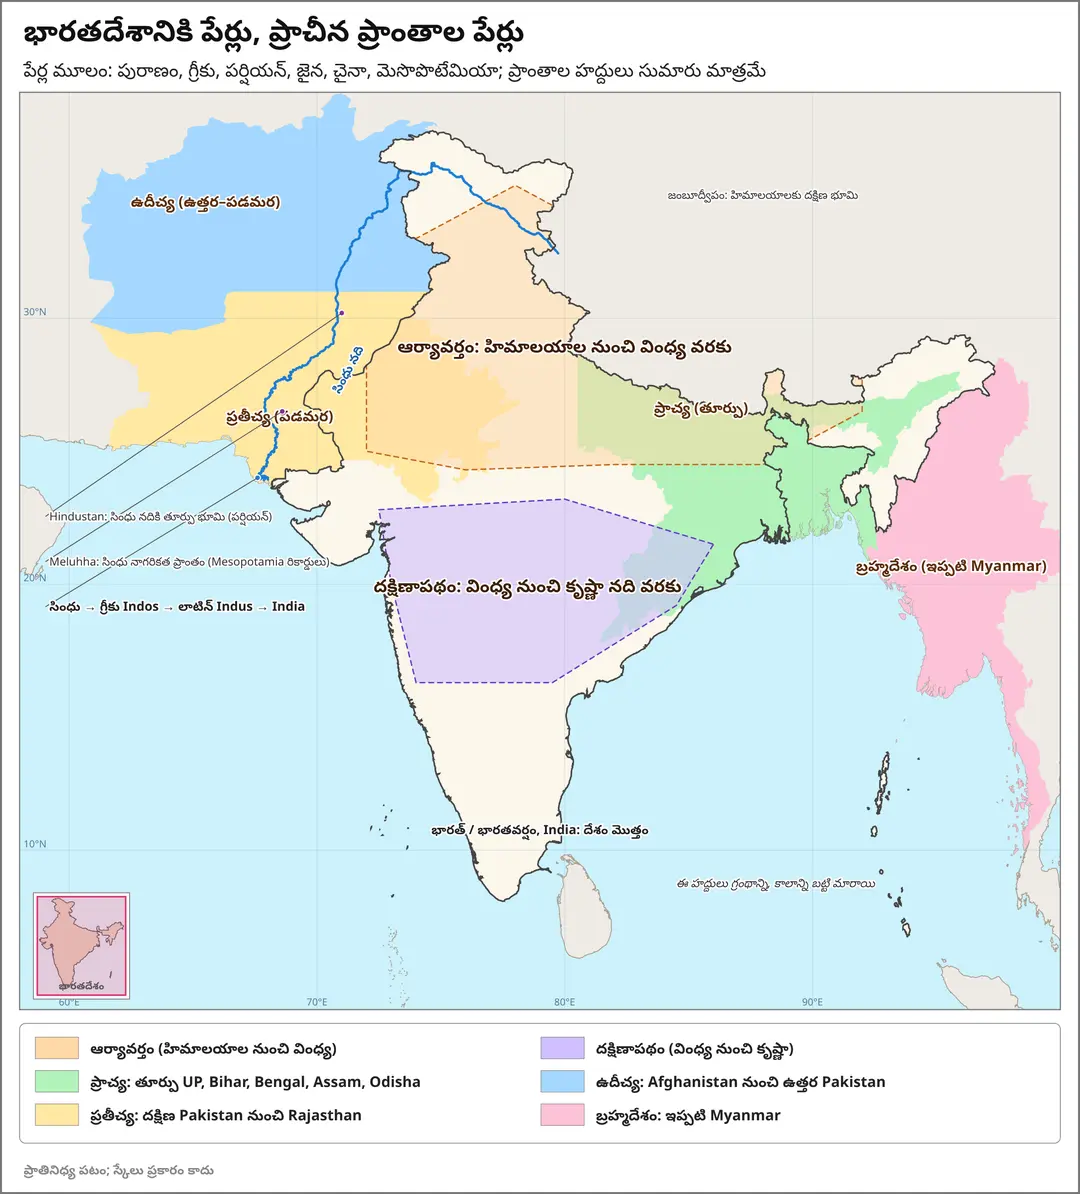 భారతదేశానికి పేర్లు, ప్రాచీన ప్రాంతాల పేర్లు
పేర్ల మూలం: పురాణం, గ్రీకు, పర్షియన్, జైన, చైనా, మెసొపొటేమియా; ప్రాంతాల హద్దులు సుమారు మాత్రమే
ఉదీచ్య (ఉత్తర-పడమర)
జంబూద్వీపం: హిమాలయాలకు దక్షిణ భూమి
30°N
ఆర్యావర్తం: హిమాలయాల నుంచి వింధ్య వరకు
సింధు నది
ప్రతీచ్య (పడమర)
ప్రాచ్య (తూర్పు)
Hindustan: సింధు నదికి తూర్పు భూమి (పర్షియన్)
Meluhha: సింధు నాగరికత ప్రాంతం (Mesopotamia రికార్డులు)
20°N
బ్రహ్మదేశం (ఇప్పటి Myanmar)
దక్షిణాపథం: వింధ్య నుంచి కృష్ణా నది వరకు
సింధు → గ్రీకు Indos → లాటిన్ Indus → India
భారత్ / భారతవర్షం, India: దేశం మొత్తం
10°N
ఈ హద్దులు గ్రంథాన్ని, కాలాన్ని బట్టి మారాయి
భారతదేశం
60°E
70°E
80°E
90°E
ఆర్యావర్తం (హిమాలయాల నుంచి వింధ్య)
దక్షిణాపథం (వింధ్య నుంచి కృష్ణా)
ప్రాచ్య: తూర్పు UP, Bihar, Bengal, Assam, Odisha
ఉదీచ్య: Afghanistan నుంచి ఉత్తర Pakistan
ప్రతీచ్య: దక్షిణ Pakistan నుంచి Rajasthan
బ్రహ్మదేశం: ఇప్పటి Myanmar
ప్రాతినిధ్య పటం; స్కేలు ప్రకారం కాదు